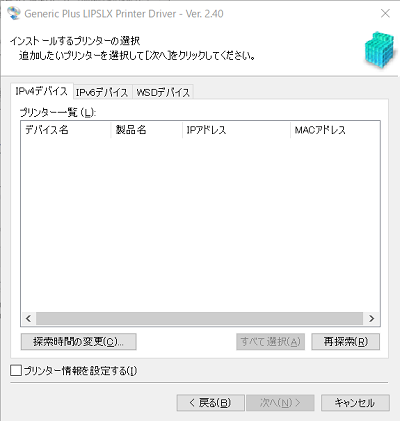 Generic Plus LIPSLX Printer Driver - Ver. 2.40
インストールするプリンターの選択
追加したいプリンターを選択して[次へ]をクリックしてください。
IPv4デバイス IPv6デバイス WSDデバイス
プリンター一覧(L):
デバイス名 製品名 IPアドレス MACアドレス
探索時間の変更(C)... すべて選択(A) 再探索(R)
プリンター情報を設定する(I)
< 戻る(B) 次へ(N) > キャンセル